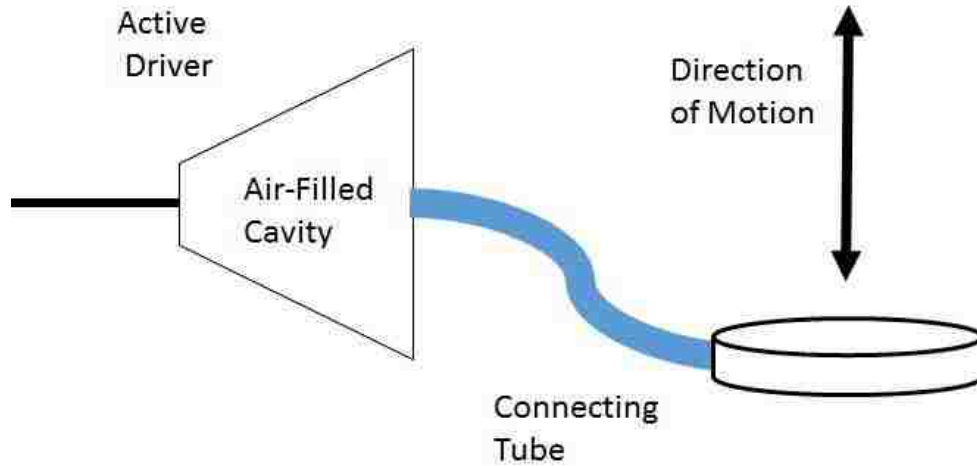 Active
Driver
Direction
of Motion
Air-Filled
Cavity
Connecting
Tube